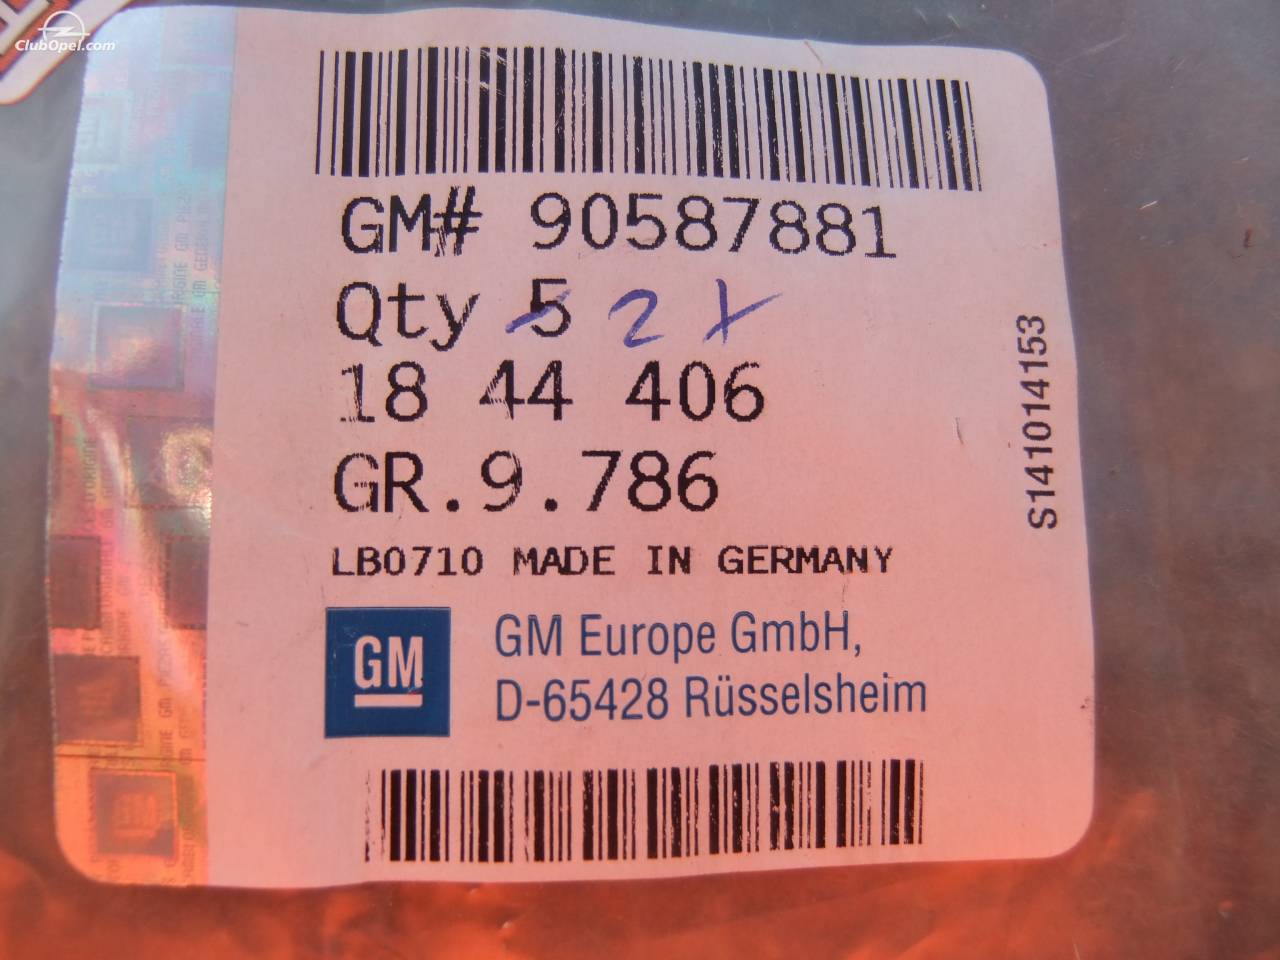 ClubOpel.com
GM# 90587881
Qty 5 2 x
18 44 406
GR.9.786
LB0710 MADE IN GERMANY
GM
GM Europe GmbH,
D-65428 Rüsselsheim
S141014153